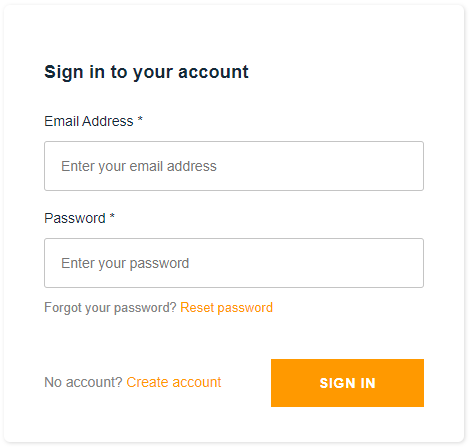 Sign in to your account
Email Address *
Enter your email address
Password *
Enter your password
Forgot your password? Reset password
No account? Create account
SIGN IN